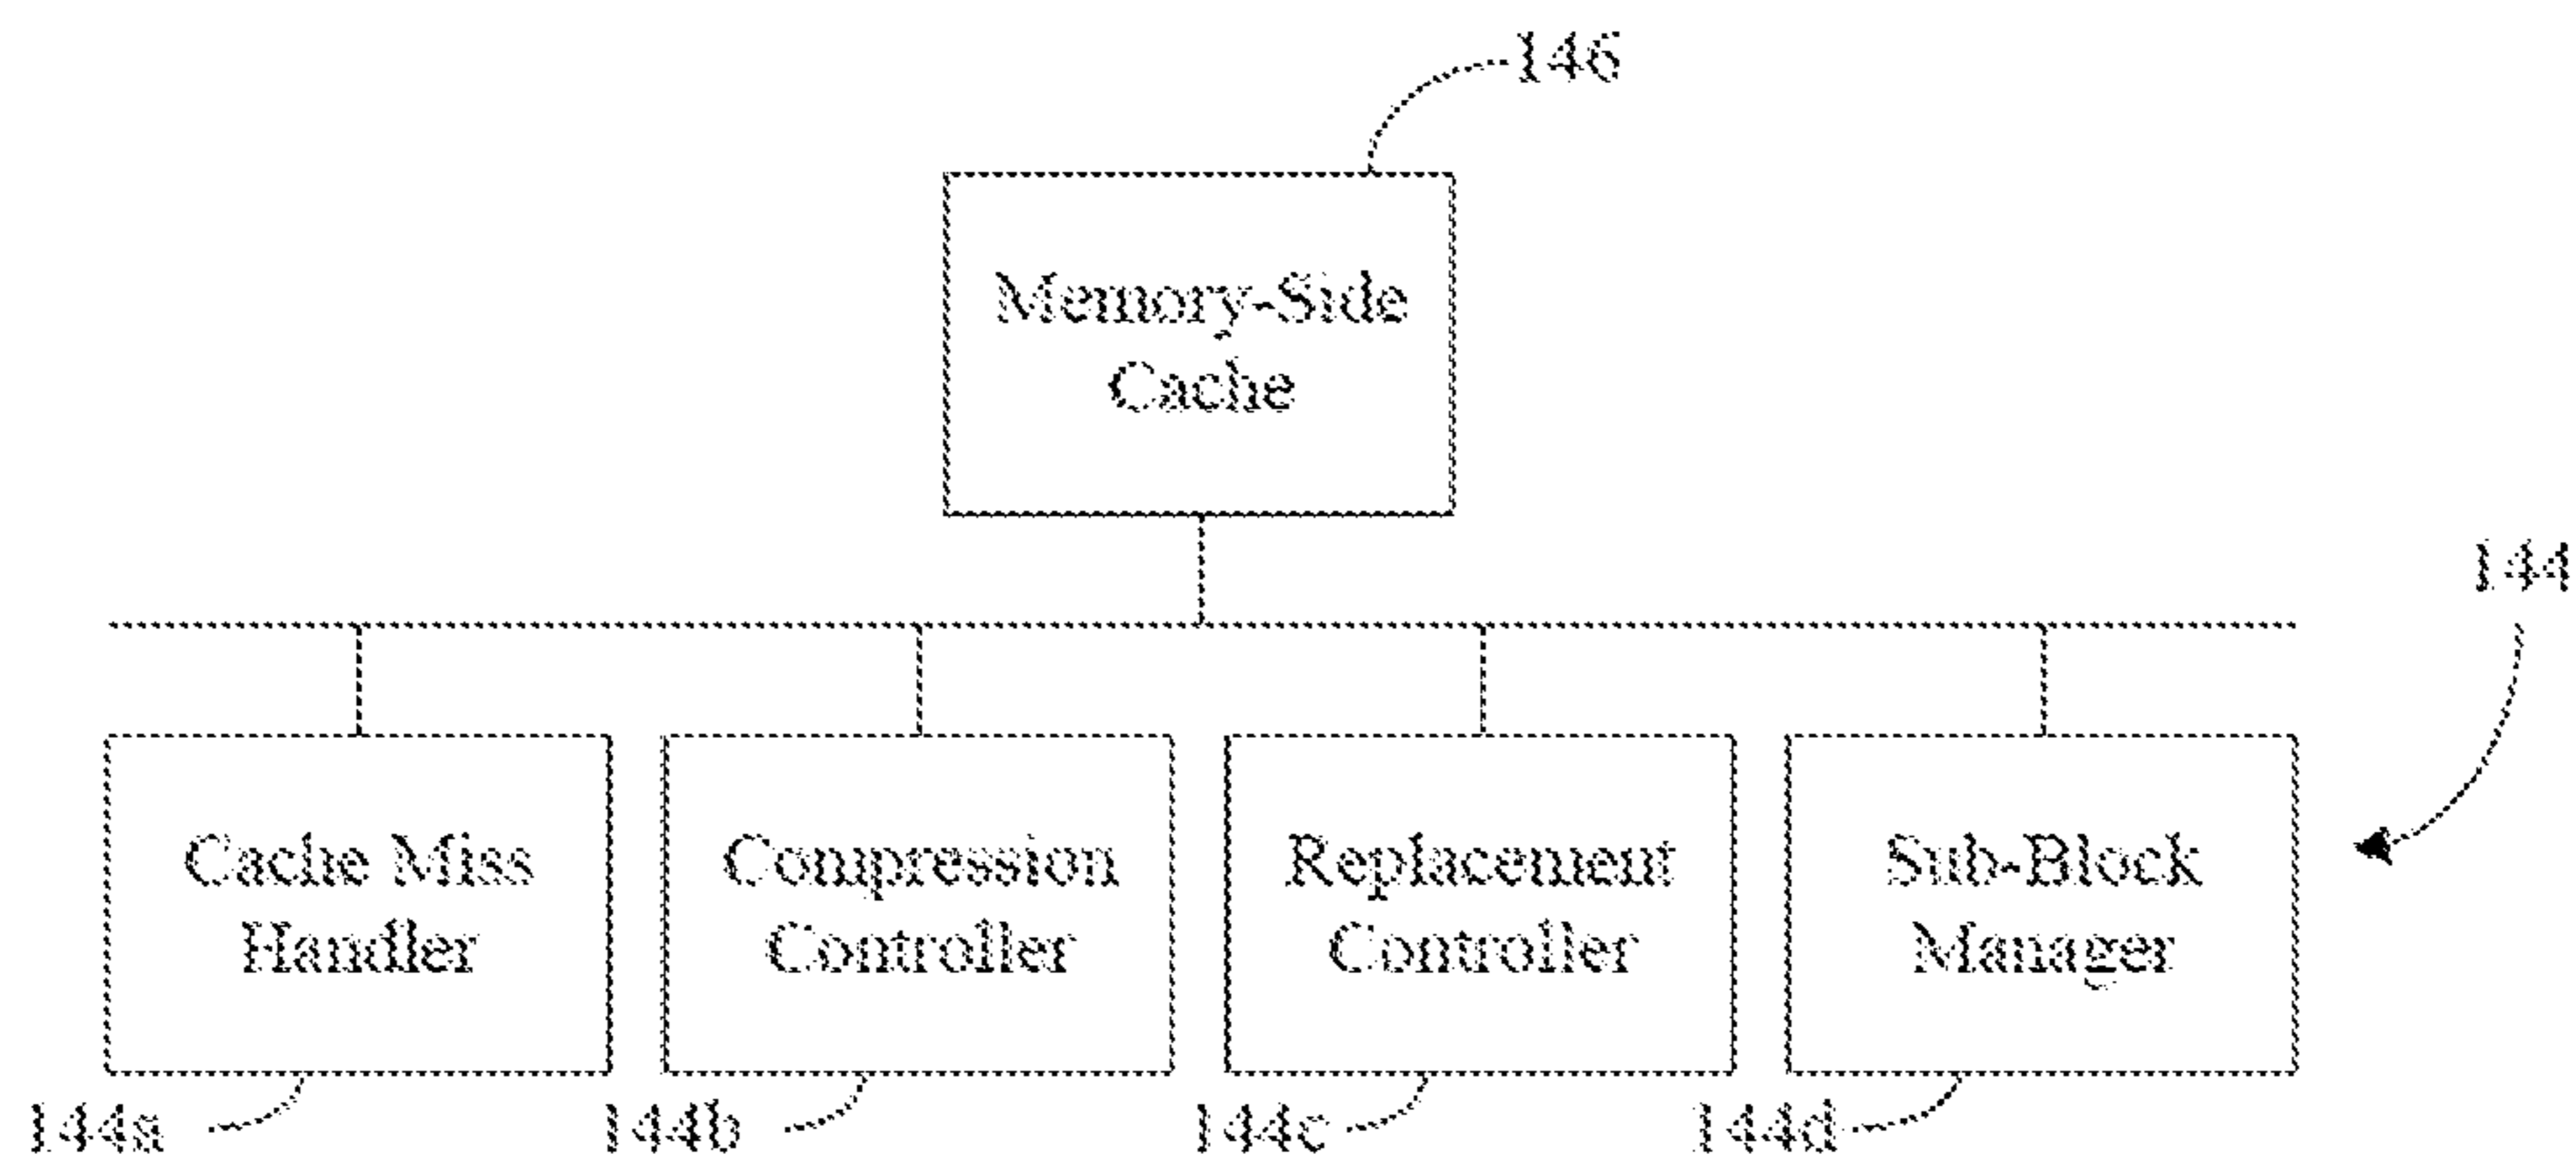 146
Memory-Side
Cache
144
Cache Miss
Handler
Compression
Controller
Replacement
Controller
Sub-Block
Manager
144a
144b
144c
144d